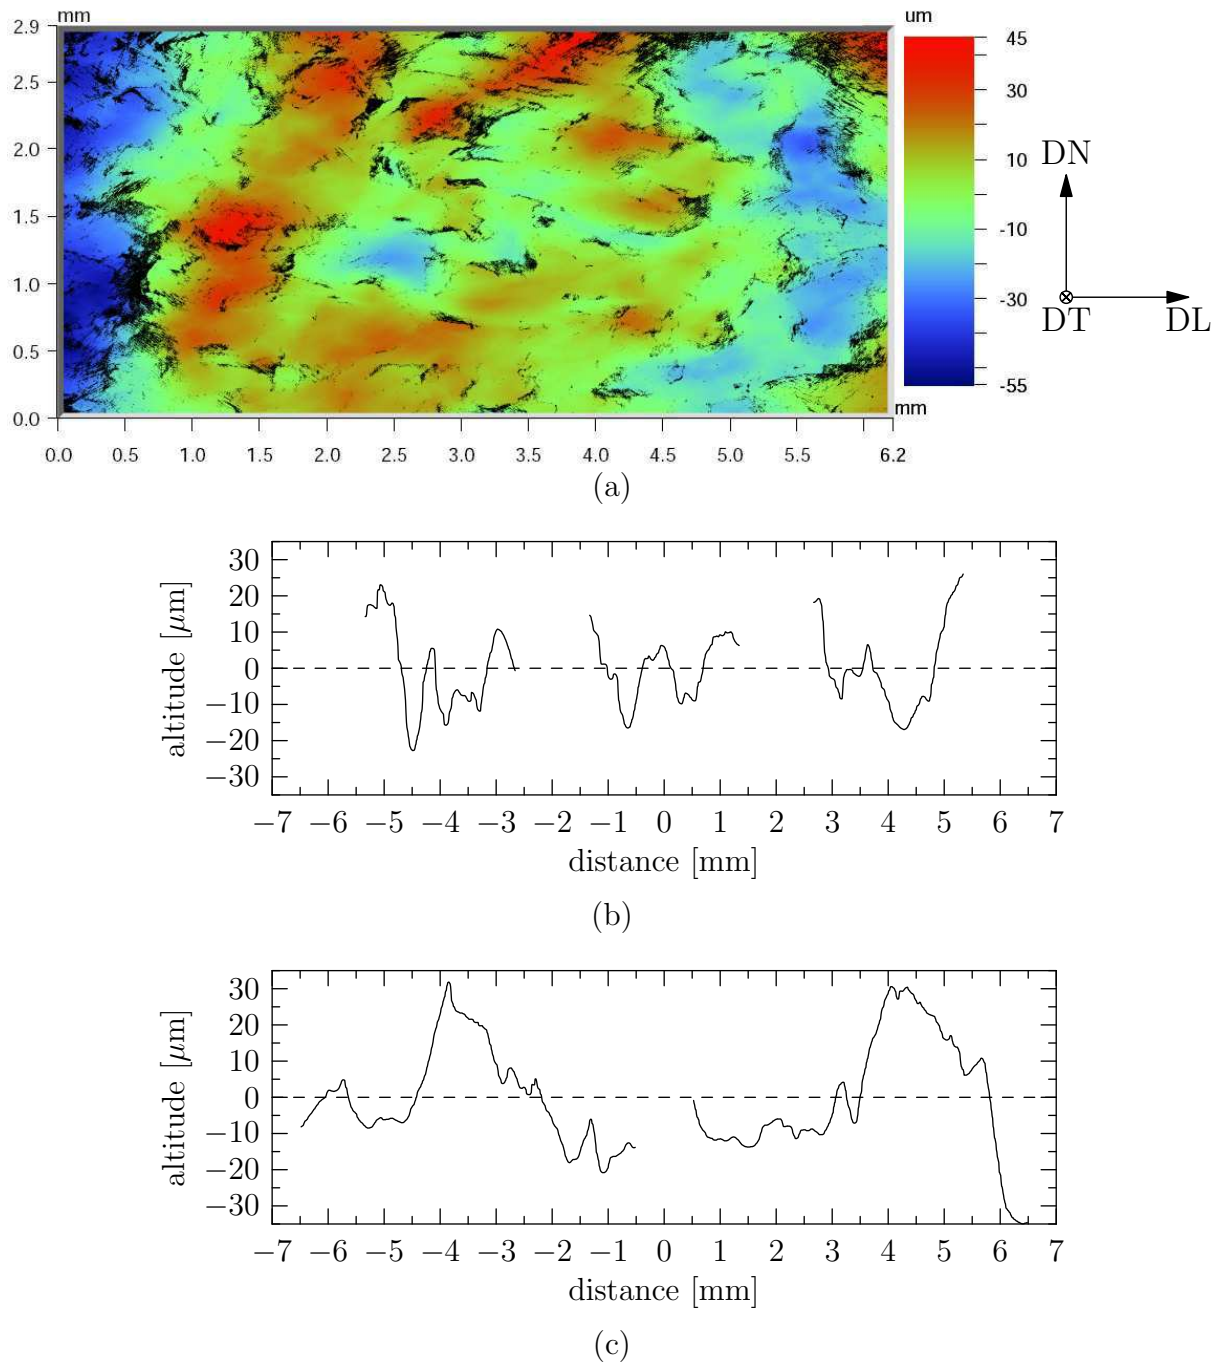 mm
um
2.9
2.5
2.0
1.5
1.0
0.5
0.0
45
30
10
-10
-30
-55
mm
0.0 0.5 1.0 1.5 2.0 2.5 3.0 3.5 4.0 4.5 5.0 5.5 6.2
DN
DT DL
(a)
altitude [μm]
30
20
10
0
−10
−20
−30
−7 −6 −5 −4 −3 −2 −1 0 1 2 3 4 5 6 7
distance [mm]
(b)
altitude [μm]
30
20
10
0
−10
−20
−30
−7 −6 −5 −4 −3 −2 −1 0 1 2 3 4 5 6 7
distance [mm]
(c)